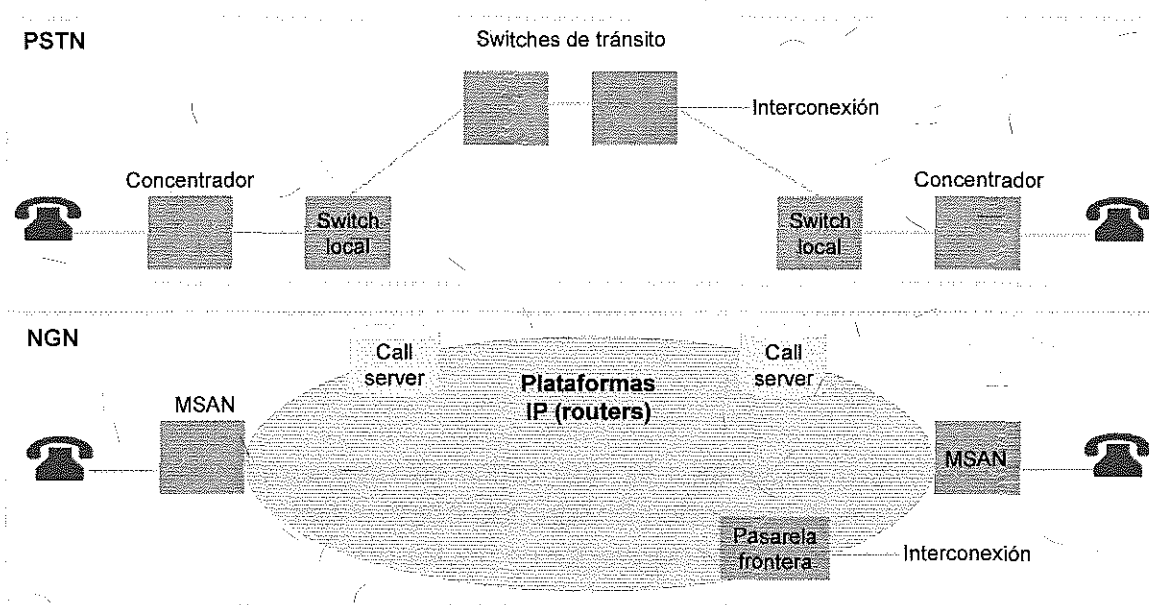 PSTN
Switches de tránsito
Interconexión
Concentrador
Concentrador
Switch
local
Switch
local
NGN
Call
server
Call
server
Plataformas
IP (routers)
MSAN
MSAN
Pasarela
frontera
Interconexión